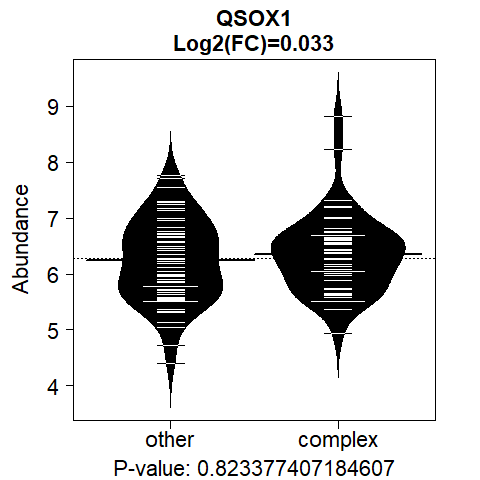 QSOX1
Log2(FC)=0.033
Abundance
9
8
7
6
5
4
other complex
P-value: 0.823377407184607